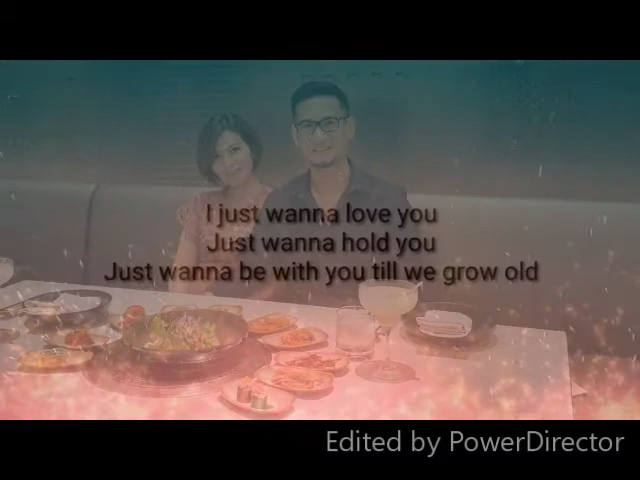 I just wanna love you
Just wanna hold you
Just wanna be with you till we grow old
Edited by PowerDirector